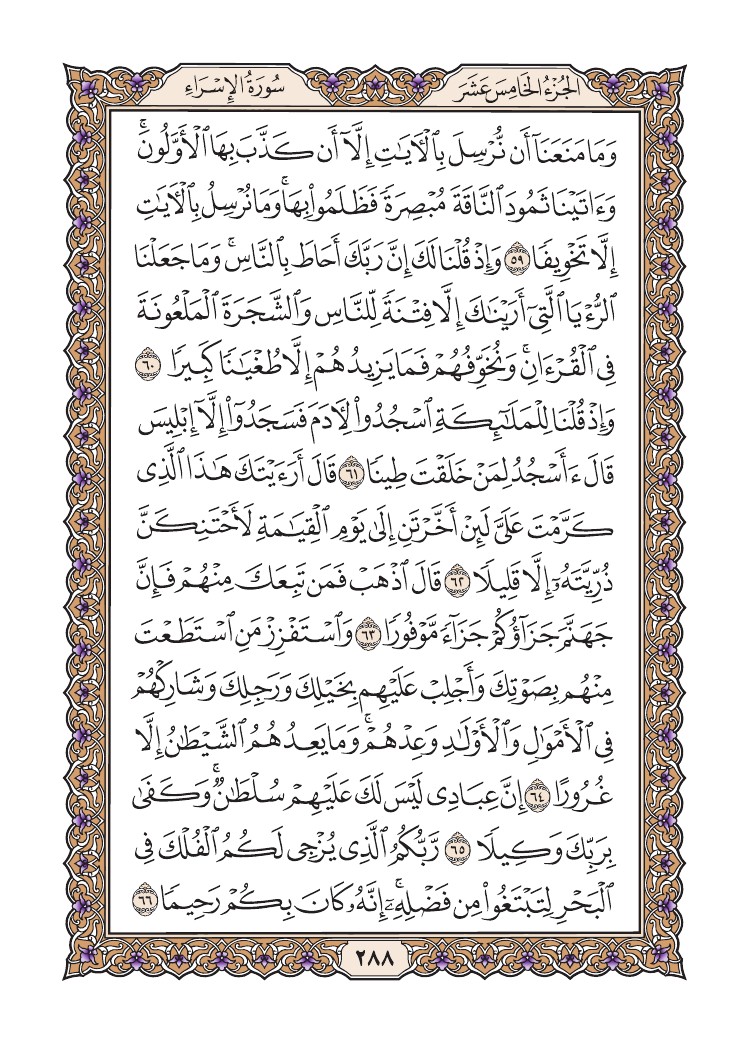 الجُزْءُ الخَامِسَ عَشَرَ
سُورَةُ الإِسْرَاءِ
وَمَا مَنَعَنَآ أَن نُّرْسِلَ بِٱلْأٓيَٰتِ إِلَّآ أَن كَذَّبَ بِهَا ٱلْأَوَّلُونَۚ
وَءَاتَيْنَا ثَمُودَ ٱلنَّاقَةَ مُبْصِرَةً فَظَلَمُوا۟ بِهَاۚ وَمَا نُرْسِلُ بِٱلْأٓيَٰتِ
إِلَّا تَخْوِيفًا ٥٩ وَإِذْ قُلْنَا لَكَ إِنَّ رَبَّكَ أَحَاطَ بِٱلنَّاسِۚ وَمَا جَعَلْنَا
ٱلرُّءْيَا ٱلَّتِىٓ أَرَيْنَٰكَ إِلَّا فِتْنَةً لِّلنَّاسِ وَٱلشَّجَرَةَ ٱلْمَلْعُونَةَ
فِى ٱلْقُرْءَانِۚ وَنُخَوِّفُهُمْ فَمَا يَزِيدُهُمْ إِلَّا طُغْيَٰنًا كَبِيرًا ٦٠
وَإِذْ قُلْنَا لِلْمَلَٰٓئِكَةِ ٱسْجُدُوا۟ لِأٓدَمَ فَسَجَدُوٓا۟ إِلَّآ إِبْلِيسَ
قَالَ ءَأَسْجُدُ لِمَنْ خَلَقْتَ طِينًا ٦١ قَالَ أَرَءَيْتَكَ هَٰذَا ٱلَّذِى
كَرَّمْتَ عَلَىَّ لَئِنْ أَخَّرْتَنِ إِلَىٰ يَوْمِ ٱلْقِيَٰمَةِ لَأَحْتَنِكَنَّ
ذُرِّيَّتَهُۥٓ إِلَّا قَلِيلًا ٦٢ قَالَ ٱذْهَبْ فَمَن تَبِعَكَ مِنْهُمْ فَإِنَّ
جَهَنَّمَ جَزَآؤُكُمْ جَزَآءً مَّوْفُورًا ٦٣ وَٱسْتَفْزِزْ مَنِ ٱسْتَطَعْتَ
مِنْهُم بِصَوْتِكَ وَأَجْلِبْ عَلَيْهِم بِخَيْلِكَ وَرَجِلِكَ وَشَارِكْهُمْ
فِى ٱلْأَمْوَٰلِ وَٱلْأَوْلَٰدِ وَعِدْهُمْۚ وَمَا يَعِدُهُمُ ٱلشَّيْطَٰنُ إِلَّا
غُرُورًا ٦٤ إِنَّ عِبَادِى لَيْسَ لَكَ عَلَيْهِمْ سُلْطَٰنٌۚ وَكَفَىٰ
بِرَبِّكَ وَكِيلًا ٦٥ رَّبُّكُمُ ٱلَّذِى يُزْجِى لَكُمُ ٱلْفُلْكَ فِى
ٱلْبَحْرِ لِتَبْتَغُوا۟ مِن فَضْلِهِۦٓۚ إِنَّهُۥ كَانَ بِكُمْ رَحِيمًا ٦٦
٢٨٨